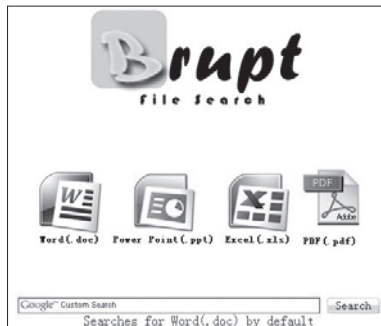 Brupt
File Search
W
PDF
Adobe
Word(.doc) Power Point(.ppt) Excel(.xls) PDF(.pdf)
Google™ Custom Search Search
Searches for Word(.doc) by default